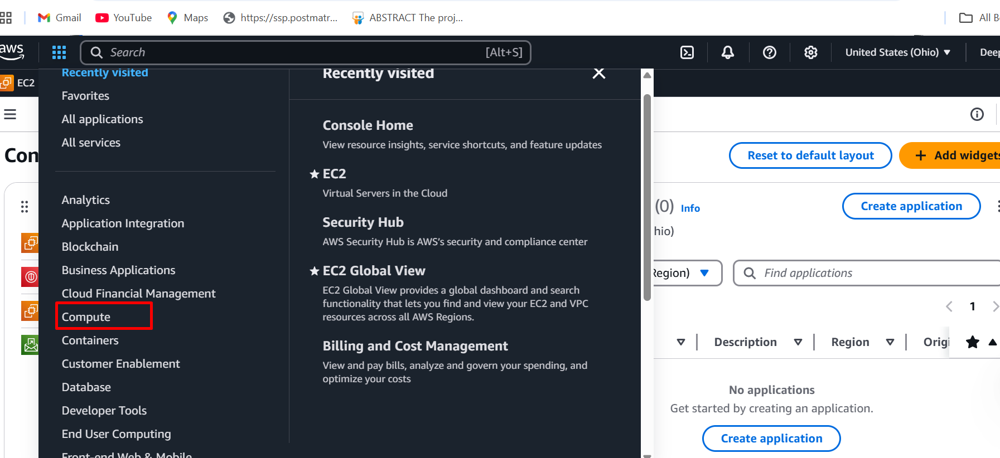 Gmail YouTube Maps https://ssp.postmatr... ABSTRACT The proj... All B
aws Search [Alt+S] United States (Ohio) Deep
EC2
Recently visited
Favorites
All applications
All services
Analytics
Application Integration
Blockchain
Business Applications
Cloud Financial Management
Compute
Containers
Customer Enablement
Database
Developer Tools
End User Computing
Front-end Web & Mobile
Recently visited
Console Home
View resource insights, service shortcuts, and feature updates
EC2
Virtual Servers in the Cloud
Security Hub
AWS Security Hub is AWS's security and compliance center
EC2 Global View
EC2 Global View provides a global dashboard and search
functionality that lets you find and view your EC2 and VPC
resources across all AWS Regions.
Billing and Cost Management
View and pay bills, analyze and govern your spending, and
optimize your costs
Con
Reset to default layout + Add widgets
(0) Info Create application
hio)
Region) Find applications
1
Description Region Origi
No applications
Get started by creating an application.
Create application